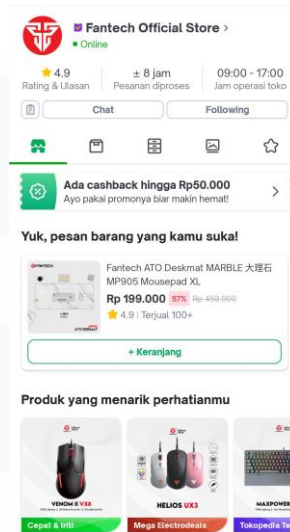 Fantech Official Store
Online
4.9
Rating & Ulasan
± 8 jam
Pesanan diproses
09:00 - 17:00
Jam operasi toko
Chat
Following
Ada cashback hingga Rp50.000
Ayo pakai promonya biar makin hemat!
Yuk, pesan barang yang kamu suka!
FANTECH
Fantech ATO Deskmat MARBLE 大理石
MP905 Mousepad XL
Rp 199.000 57% Rp 459.000
4.9 | Terjual 100+
ATO DESKMAT
+ Keranjang
Produk yang menarik perhatianmu
VENOM II VX8
Cepat & Irit!
HELIOS UX3
Mega Electrodeals
MAXPOWER
Tokopedia Te